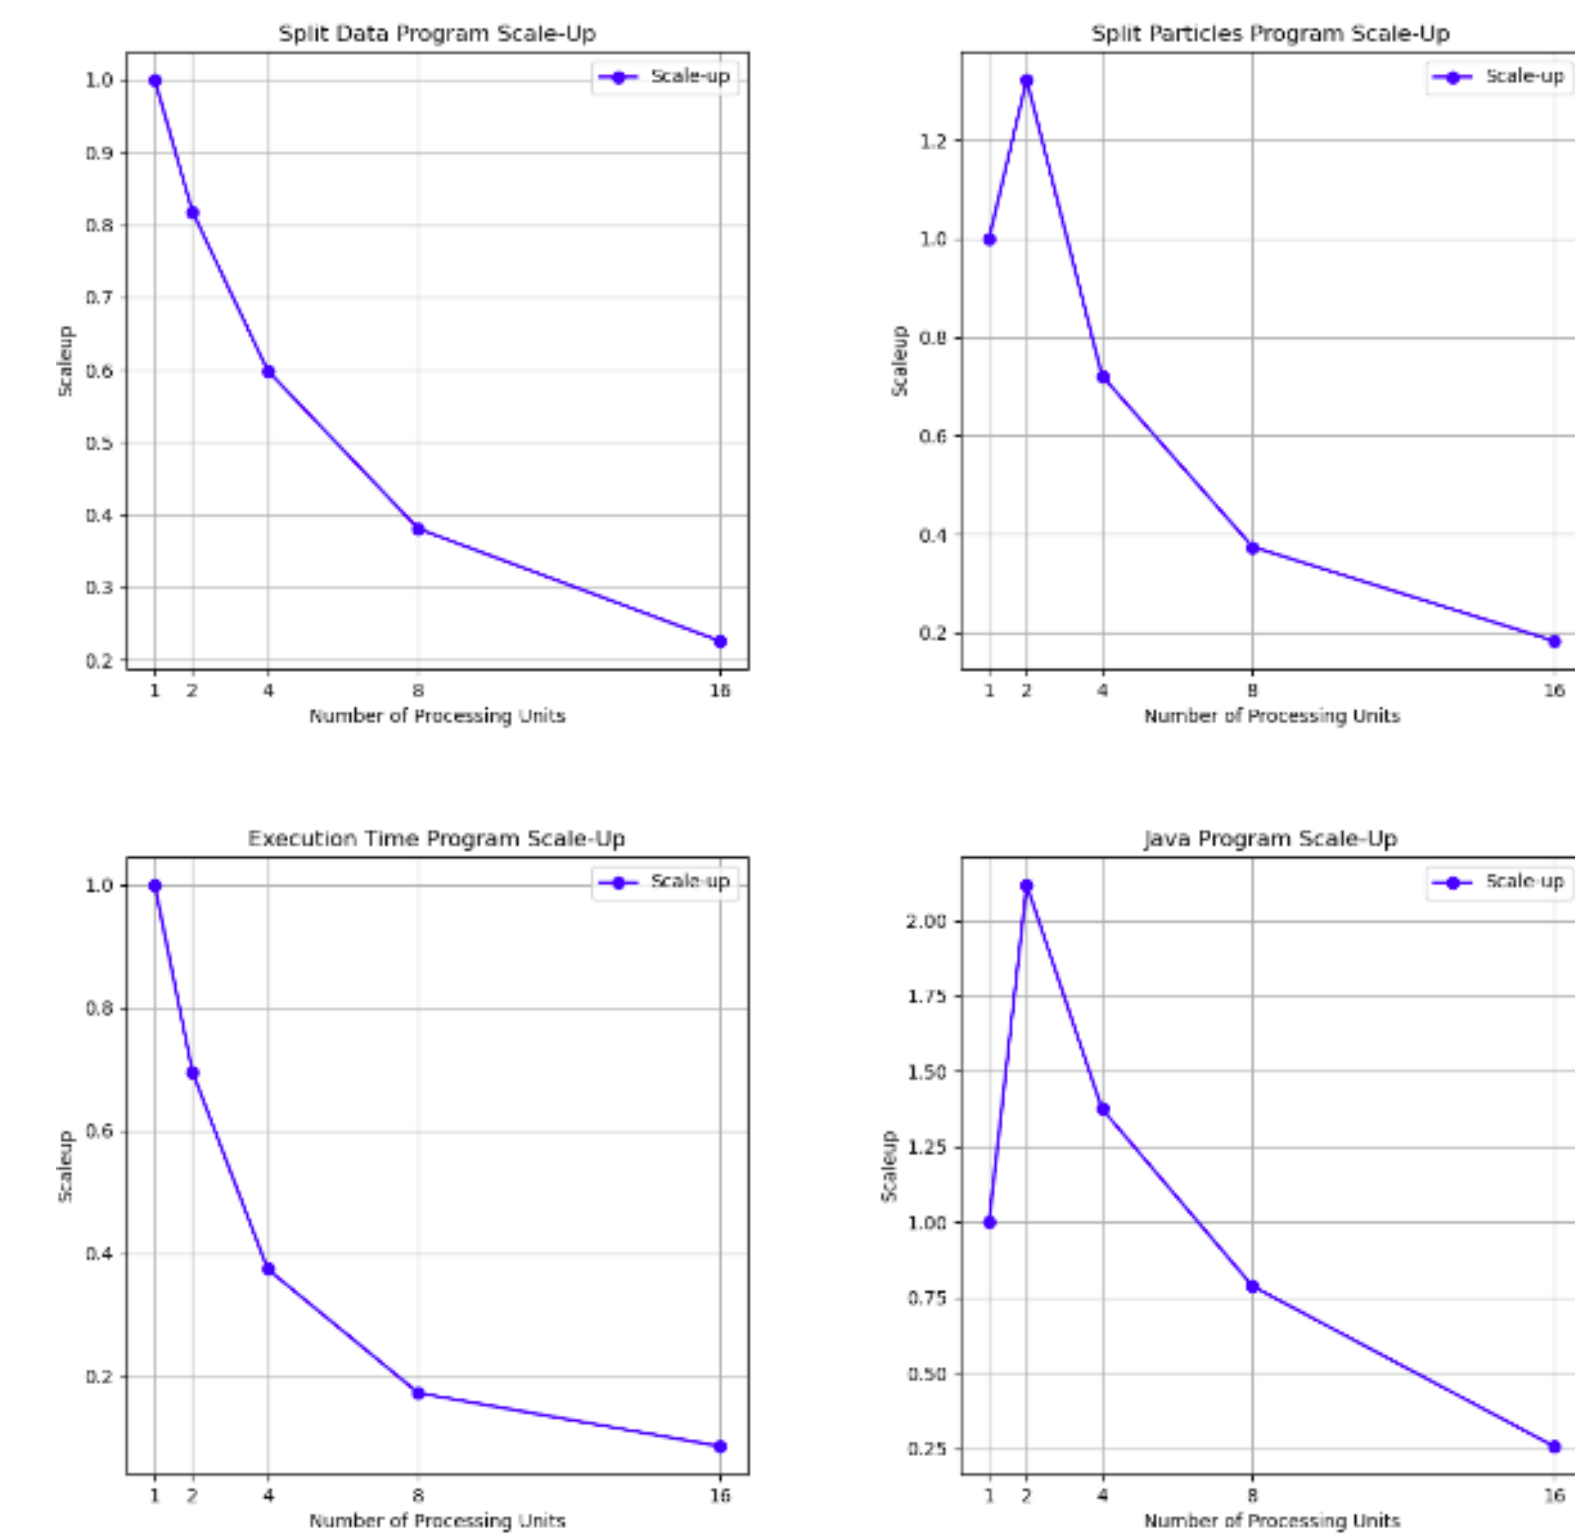 Split Data Program Scale-Up
Scale-up
1.0
0.9
0.8
0.7
0.6
0.5
0.4
0.3
0.2
Scaleup
1 2 4 8 16
Number of Processing Units
Split Particles Program Scale-Up
Scale-up
1.2
1.0
0.8
0.6
0.4
0.2
Scaleup
1 2 4 8 16
Number of Processing Units
Execution Time Program Scale-Up
Scale-up
1.0
0.8
0.6
0.4
0.2
Scaleup
1 2 4 8 16
Number of Processing Units
Java Program Scale-Up
Scale-up
2.00
1.75
1.50
1.25
1.00
0.75
0.50
0.25
Scaleup
1 2 4 8 16
Number of Processing Units